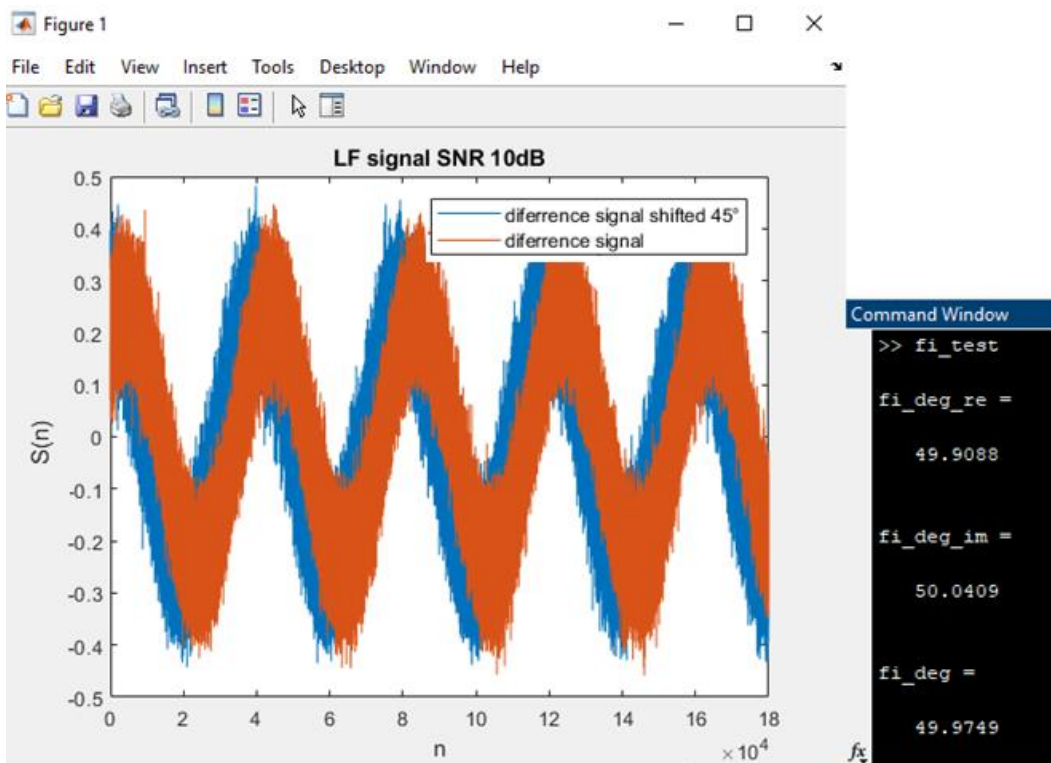 Figure 1
File Edit View Insert Tools Desktop Window Help
LF signal SNR 10dB
diferrence signal shifted 45°
diferrence signal
0.5
0.4
0.3
0.2
0.1
0
-0.1
-0.2
-0.3
-0.4
-0.5
S(n)
0 2 4 6 8 10 12 14 16 18
n
× 10^4
Command Window
>> fi_test
fi_deg_re =
49.9088
fi_deg_im =
50.0409
fi_deg =
49.9749
fx